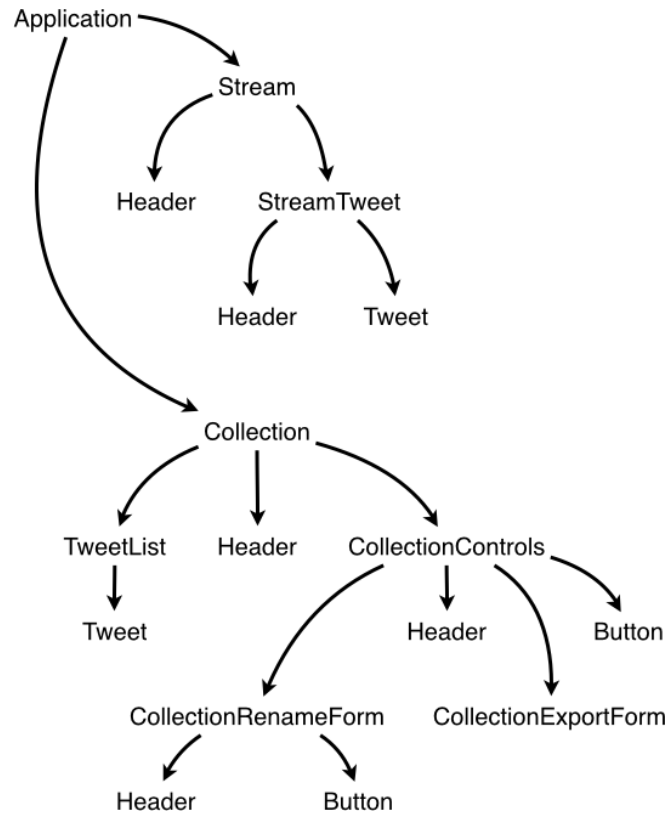 Application
Stream
Header
StreamTweet
Header
Tweet
Collection
TweetList
Header
CollectionControls
Tweet
Header
Button
CollectionRenameForm
CollectionExportForm
Header
Button